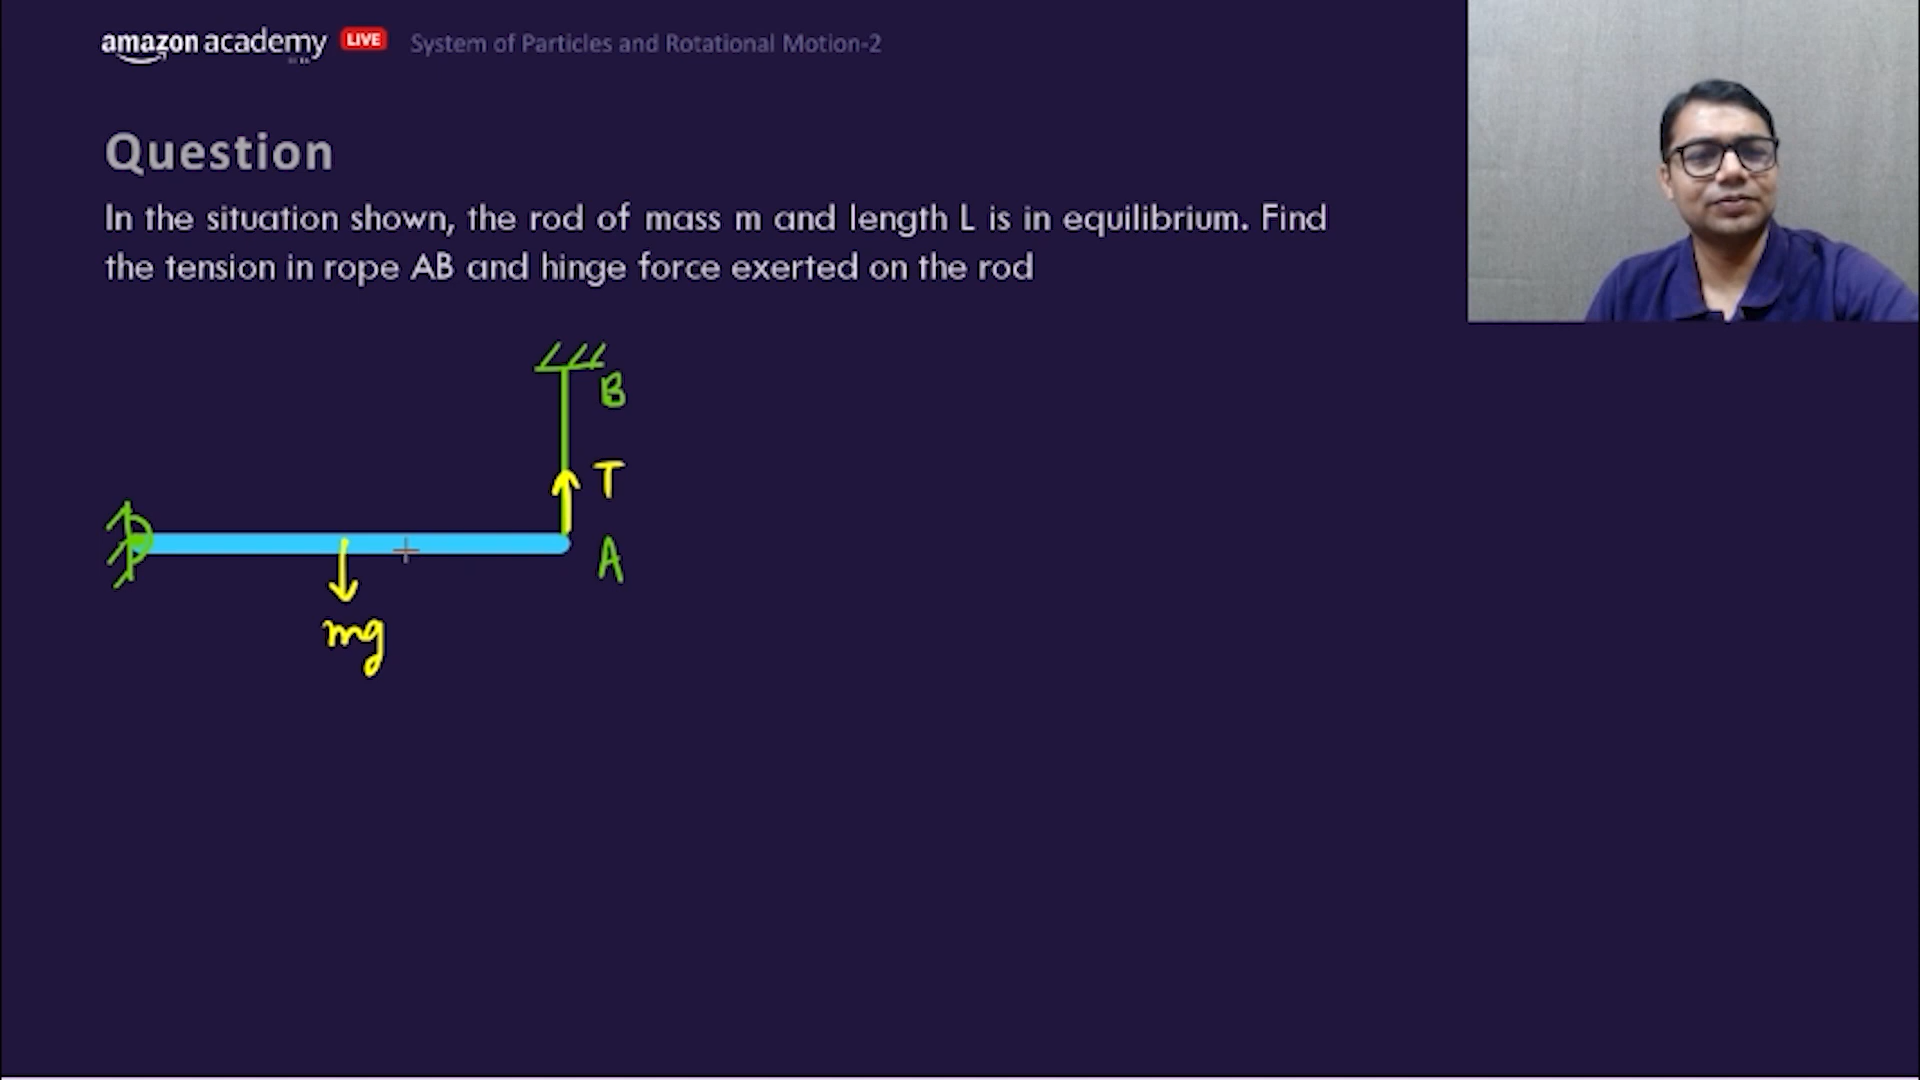 amazon academy LIVE System of Particles and Rotational Motion-2
Question
In the situation shown, the rod of mass m and length L is in equilibrium. Find
the tension in rope AB and hinge force exerted on the rod
B
T
A
mg